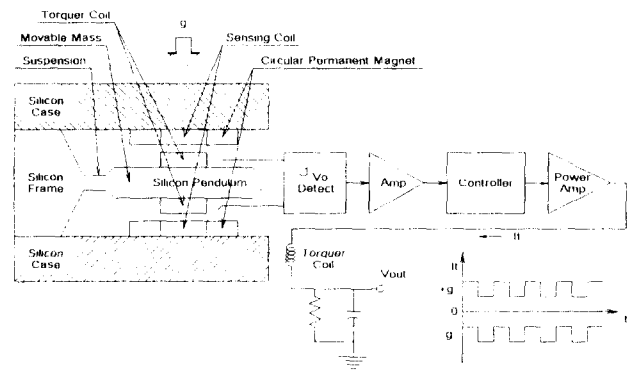 Torquer Coil
g
Movable Mass
Sensing Coil
Suspension
Circular Permanent Magnet
Silicon
Case
Silicon
Frame
Silicon Pendulum
Vo
Detect
Amp
Controller
Power
Amp
Silicon
Case
It
Torquer
Coil
Vout
It
+g
0
t
g